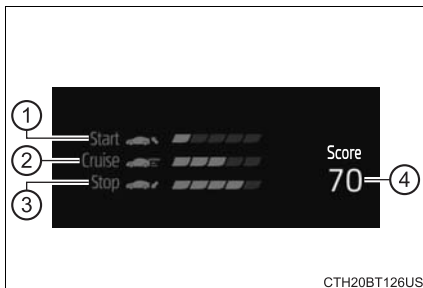 1
Start
2
Cruise
3
Stop
Score
70
4
CTH20BT126US